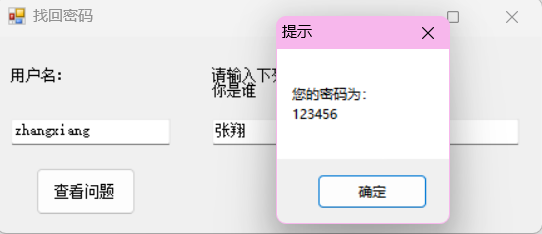 找回密码
提示
用户名：
请输入下
你是谁
您的密码为：
123456
zhangxiang
张翔
查看问题
确定